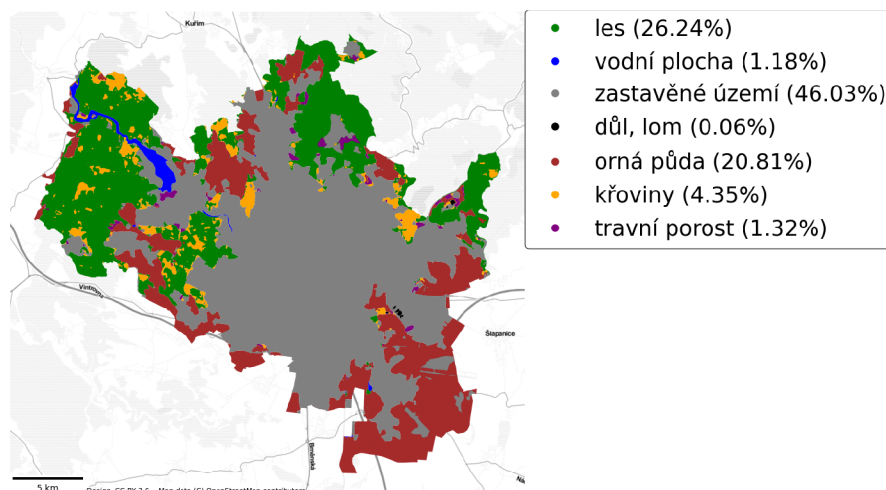 Kuřim
Šlapanice
Brněnská
5 km
les (26.24%)
vodní plocha (1.18%)
zastavěné území (46.03%)
důl, lom (0.06%)
orná půda (20.81%)
křoviny (4.35%)
travní porost (1.32%)